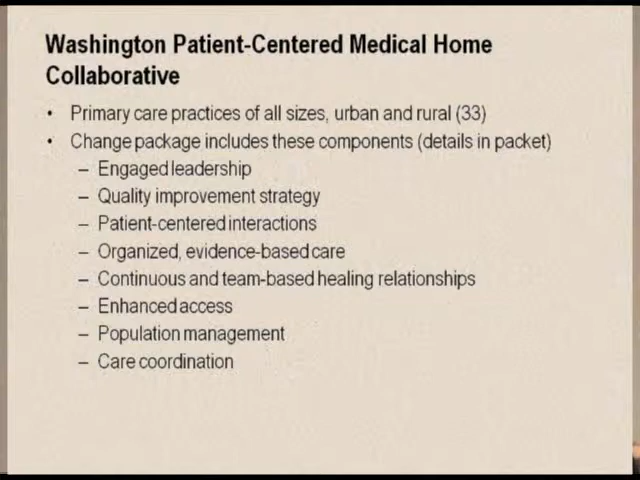 Washington Patient-Centered Medical Home
Collaborative
• Primary care practices of all sizes, urban and rural (33)
• Change package includes these components (details in packet)
– Engaged leadership
– Quality improvement strategy
– Patient-centered interactions
– Organized, evidence-based care
– Continuous and team-based healing relationships
– Enhanced access
– Population management
– Care coordination